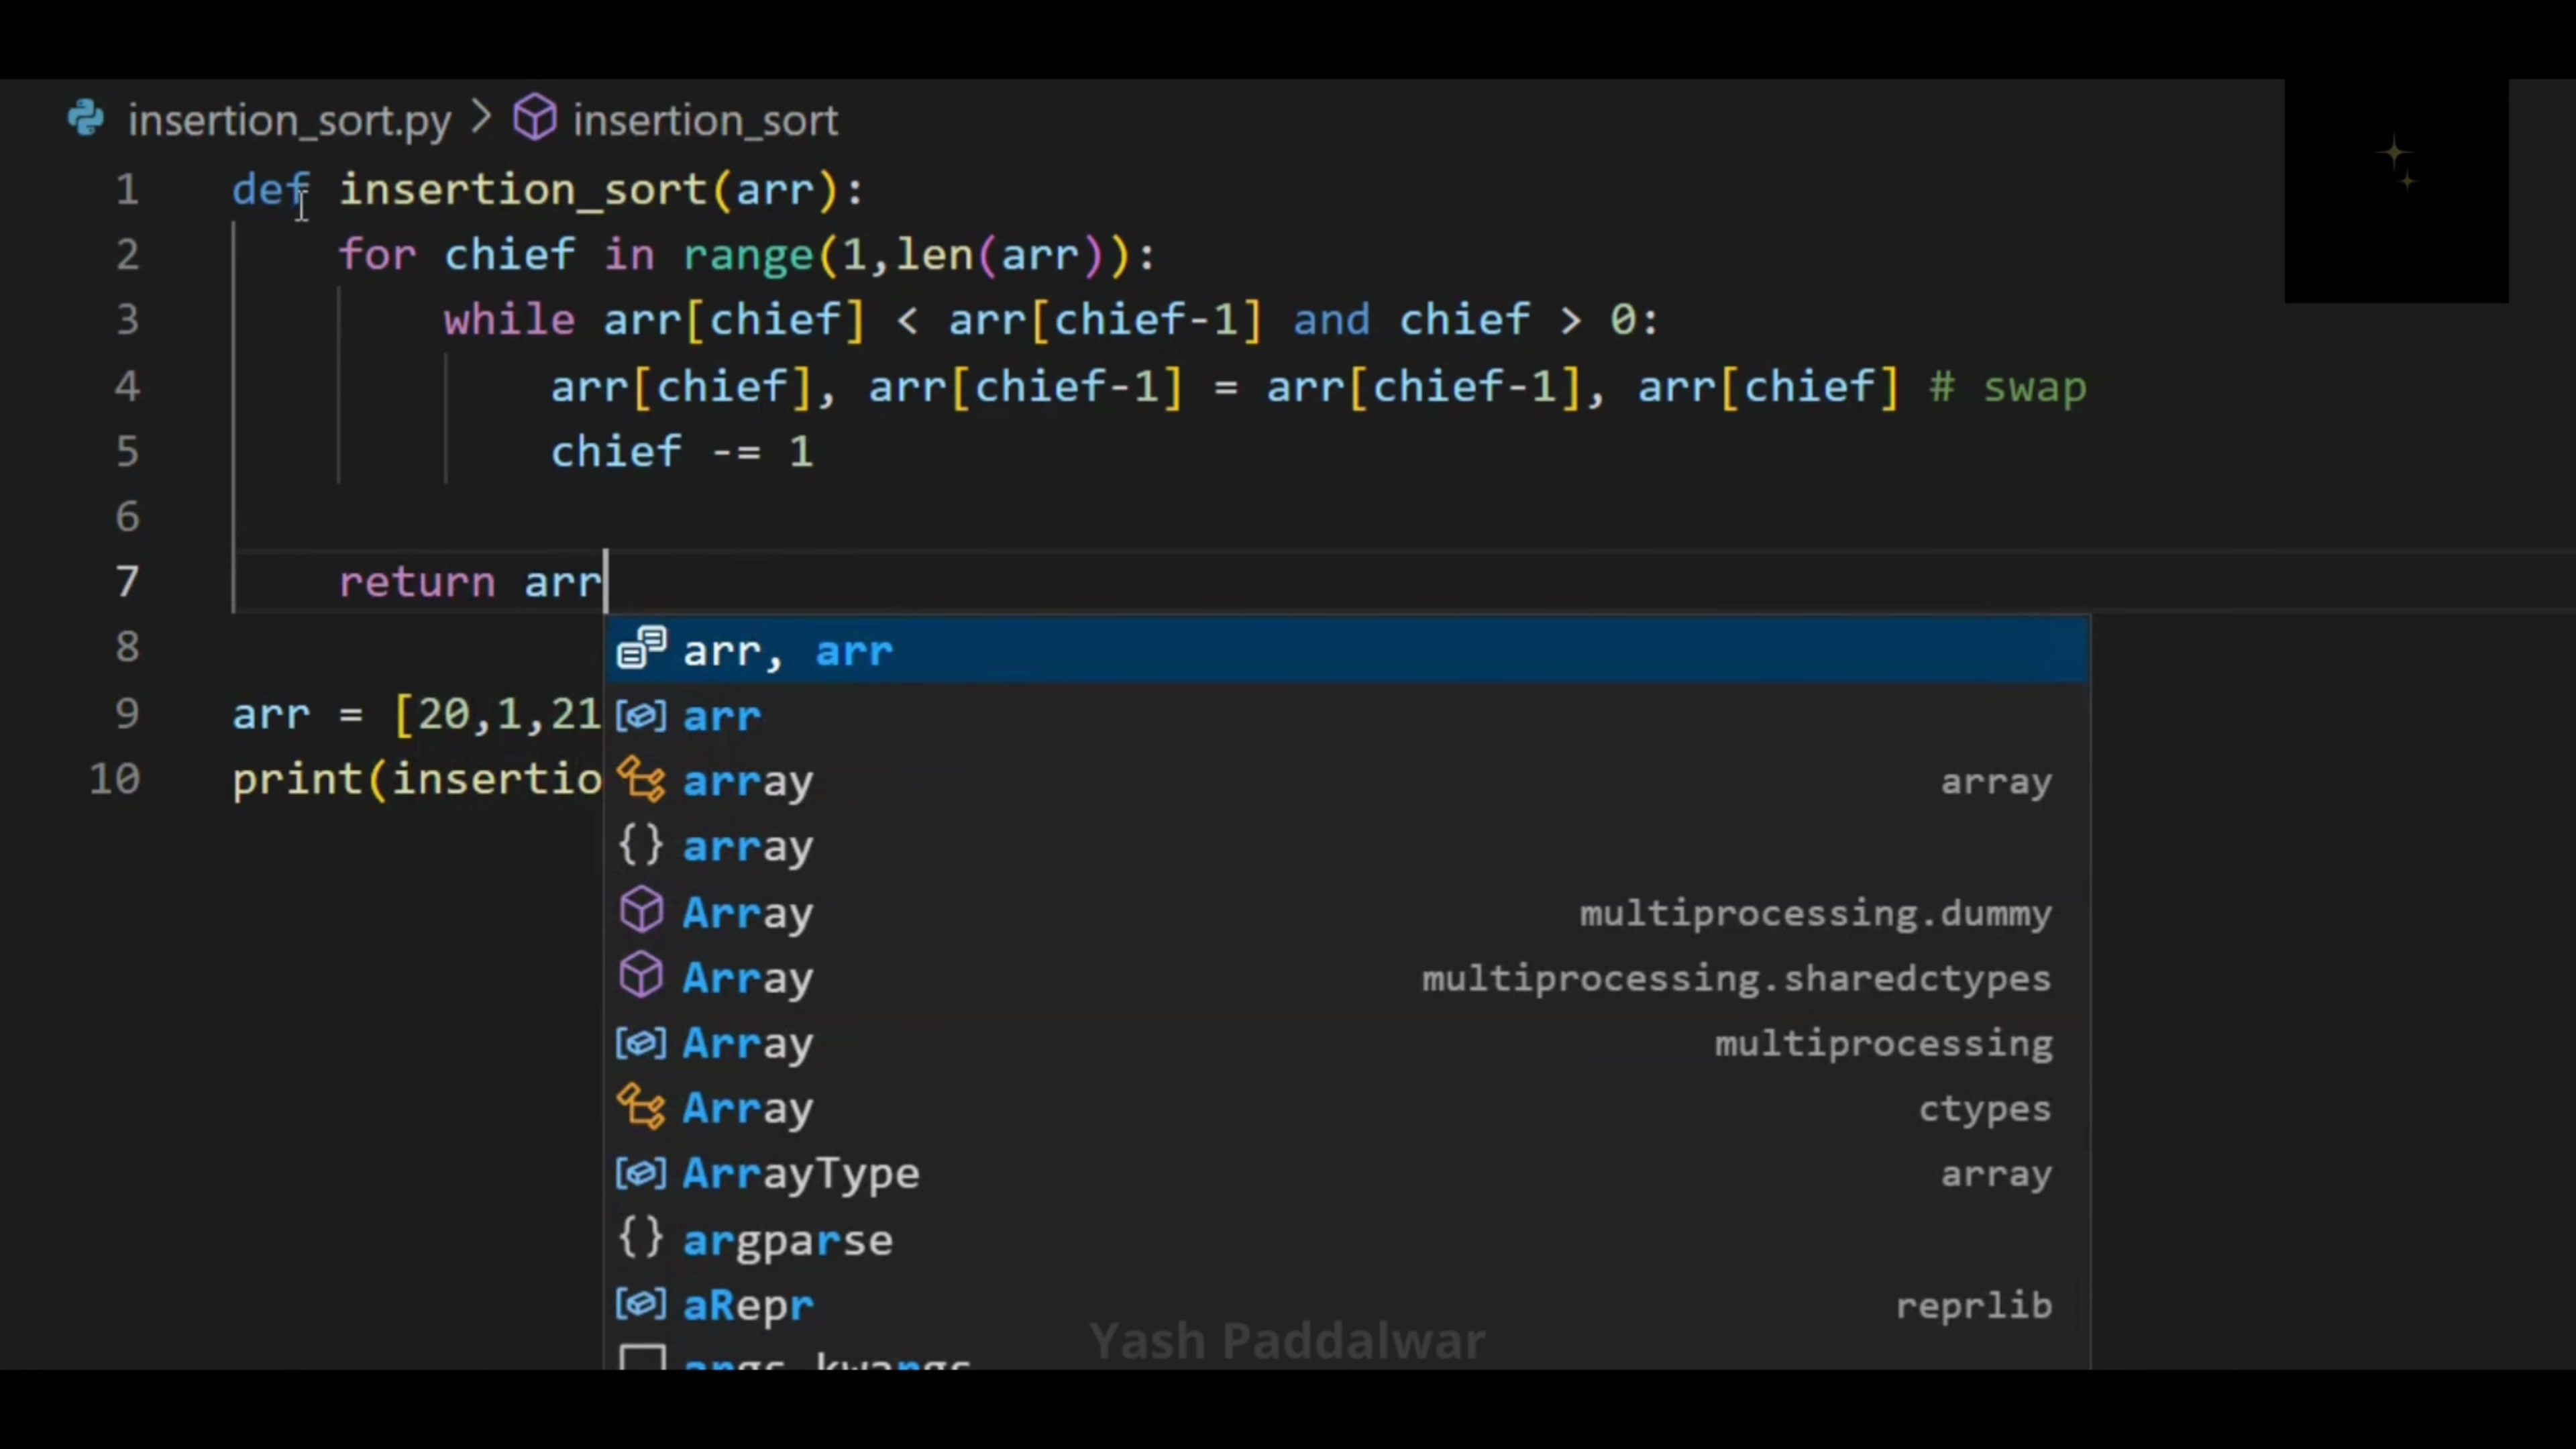 insertion_sort.py > insertion_sort
1 def insertion_sort(arr):
2 for chief in range(1,len(arr)):
3 while arr[chief] < arr[chief-1] and chief > 0:
4 arr[chief], arr[chief-1] = arr[chief-1], arr[chief] # swap
5 chief -= 1
6
7 return arr
8
arr, arr
9 arr = [20,1,21
arr
10 print(insertio
array array
{} array
Array multiprocessing.dummy
Array multiprocessing.sharedctypes
Array multiprocessing
Array ctypes
ArrayType array
{} argparse
aRepr reprlib
Yash Paddalwar